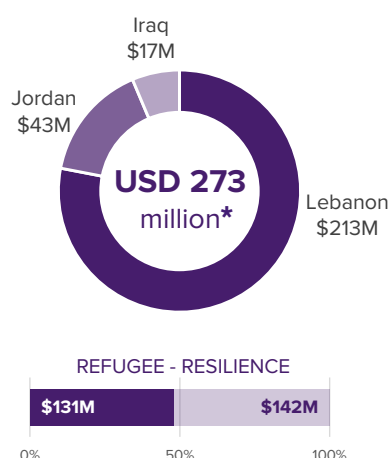 Iraq
$17M
Jordan
$43M
USD 273
million*
Lebanon
$213M
REFUGEE - RESILIENCE
$131M $142M
0% 50% 100%